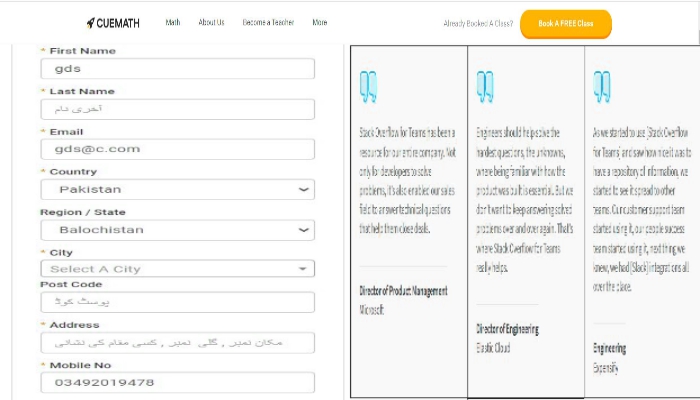 CUEMATH
Math
About Us
Become a Teacher
More
Already Booked A Class?
Book A FREE Class
* First Name
gds
* Last Name
آخری نام
* Email
gds@c.com
* Country
Pakistan
Region / State
Balochistan
* City
Select A City
Post Code
پوسٹ کوڈ
* Address
مکان نمبر , گلی نمبر , کسی مقام کی نشانی
* Mobile No
03492019478
Stack Overflow for Teams has been a
resource for our entire company. Not
only for developers to solve
problems, it's also enabled our sales
field to answer technical questions
that help them close deals.
Director of Product Management
Microsoft
Engineers should help solve the
hardest questions, the unknowns,
where being familiar with how the
product was built is essential. But we
don't want to keep answering solved
problems over and over again. That's
where Stack Overflow for Teams
really helps.
Director of Engineering
Elastic Cloud
As we started to use [Stack Overflow
for Teams] and saw how nice it was to
have a repository of information, we
started to see it spread to other
teams. Our customer support team
started using it, our people success
team started using it, next thing we
knew, we had [Slack] integrations all
over the place.
Engineering
Expensify